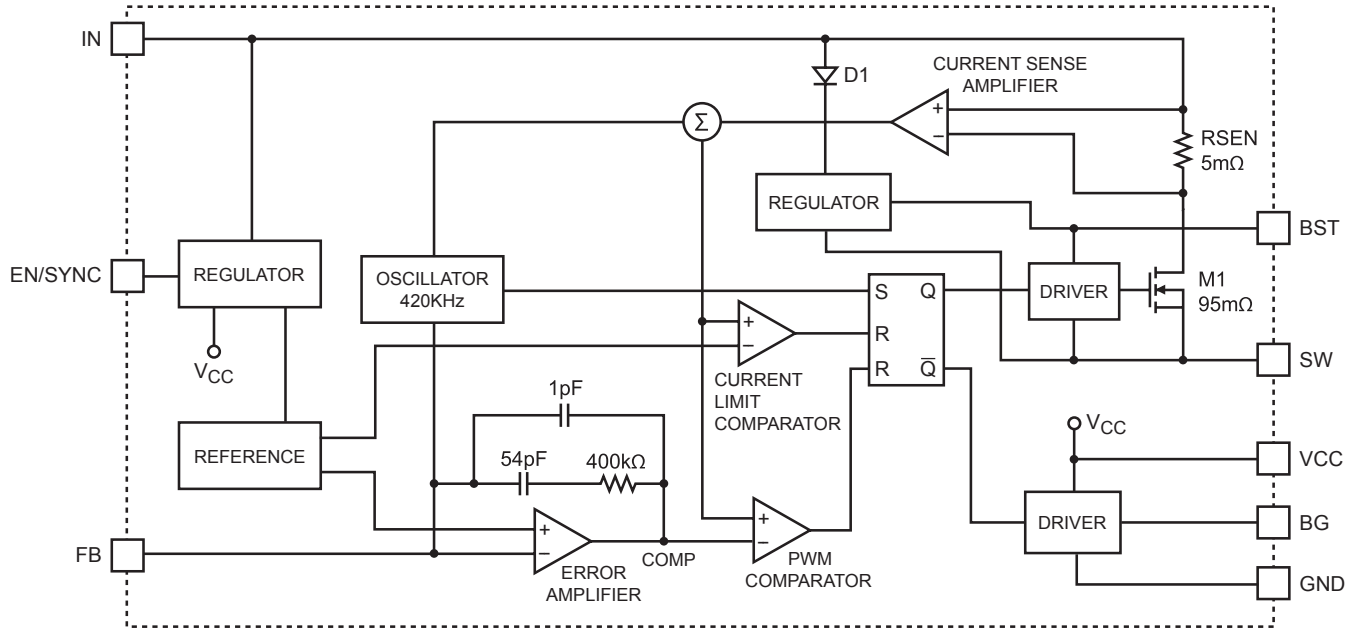 IN
D1
CURRENT SENSE
AMPLIFIER
+
−
Σ
RSEN
5mΩ
REGULATOR
BST
EN/SYNC
REGULATOR
OSCILLATOR
420KHz
S Q
DRIVER
M1
95mΩ
+
−
R
VCC
R Q̅
SW
CURRENT
LIMIT
COMPARATOR
1pF
REFERENCE
54pF
400kΩ
VCC
VCC
+
−
+
−
DRIVER
BG
FB
COMP
PWM
COMPARATOR
ERROR
AMPLIFIER
GND